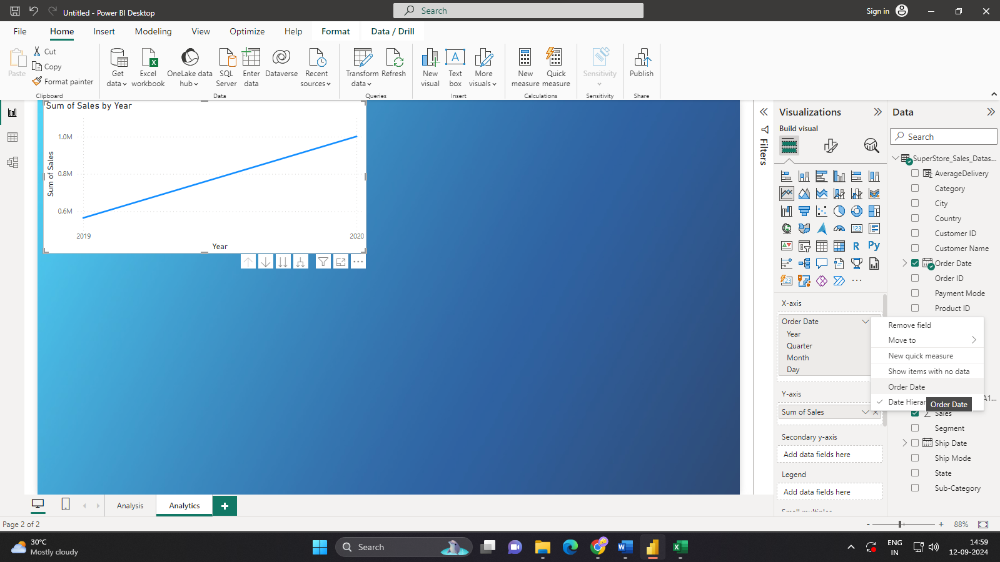 Untitled - Power BI Desktop
Search
Sign in
File Home Insert Modeling View Optimize Help Format Data / Drill
Paste
Cut
Copy
Format painter
Clipboard
Get data
Excel workbook
OneLake data hub
SQL Server
Enter data
Dataverse
Recent sources
Data
Transform data
Refresh
Queries
New visual
Text box
More visuals
Insert
New measure
Quick measure
Calculations
Sensitivity
Sensitivity
Publish
Share
Sum of Sales by Year
1.0M
0.8M
0.6M
Sum of Sales
2019
2020
Year
Filters
Visualizations
Build visual
123
R
Py
123
X-axis
Order Date
Year
Quarter
Month
Day
Y-axis
Sum of Sales
Secondary y-axis
Add data fields here
Legend
Add data fields here
Small multiples
Data
Search
SuperStore_Sales_Datas...
AverageDelivery
Category
City
Country
Customer ID
Customer Name
Order Date
Order ID
Payment Mode
Product ID
Remove field
Move to
New quick measure
Show items with no data
Order Date
Date Hierar
Order Date
A1...
Sales
Segment
Ship Date
Ship Mode
State
Sub-Category
Analysis
Analytics
Page 2 of 2
- + 88%
30°C
Mostly cloudy
Search
ENG
IN
14:59
12-09-2024